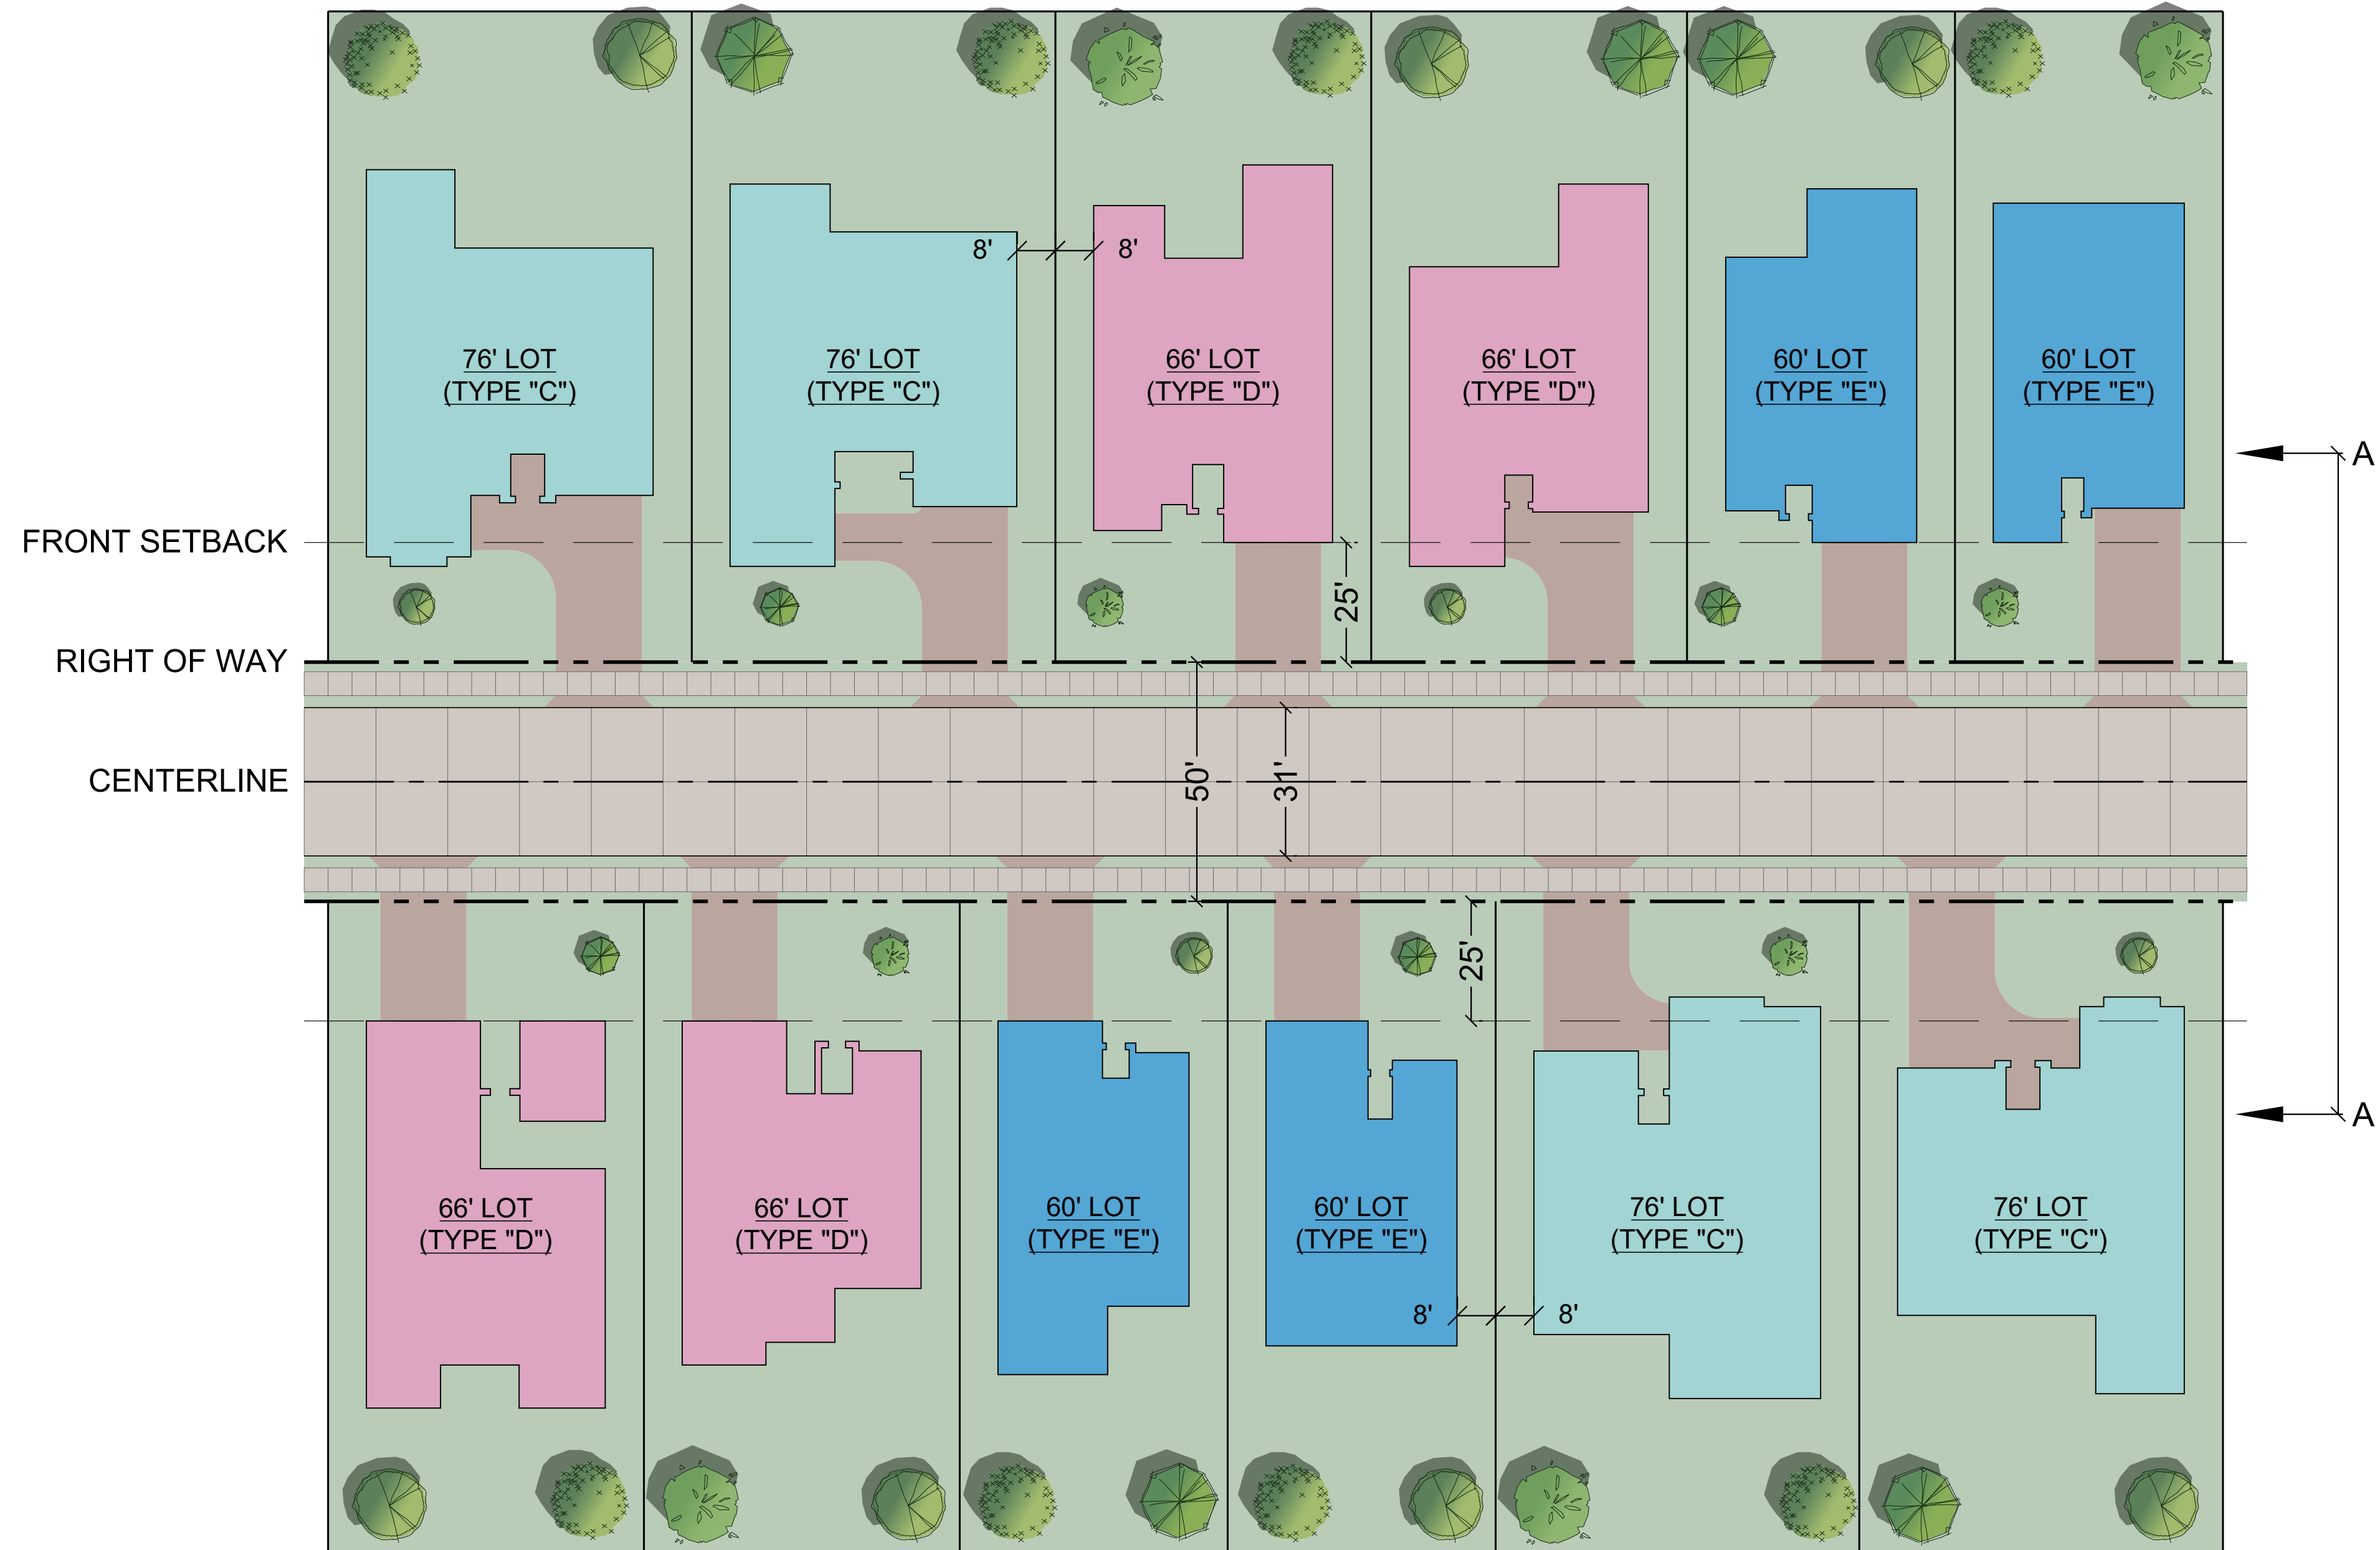 8'
8'
76' LOT
(TYPE "C")
76' LOT
(TYPE "C")
66' LOT
(TYPE "D")
66' LOT
(TYPE "D")
60' LOT
(TYPE "E")
60' LOT
(TYPE "E")
A
FRONT SETBACK
25'
RIGHT OF WAY
CENTERLINE
50'
31'
25'
A
66' LOT
(TYPE "D")
66' LOT
(TYPE "D")
60' LOT
(TYPE "E")
60' LOT
(TYPE "E")
76' LOT
(TYPE "C")
76' LOT
(TYPE "C")
8'
8'